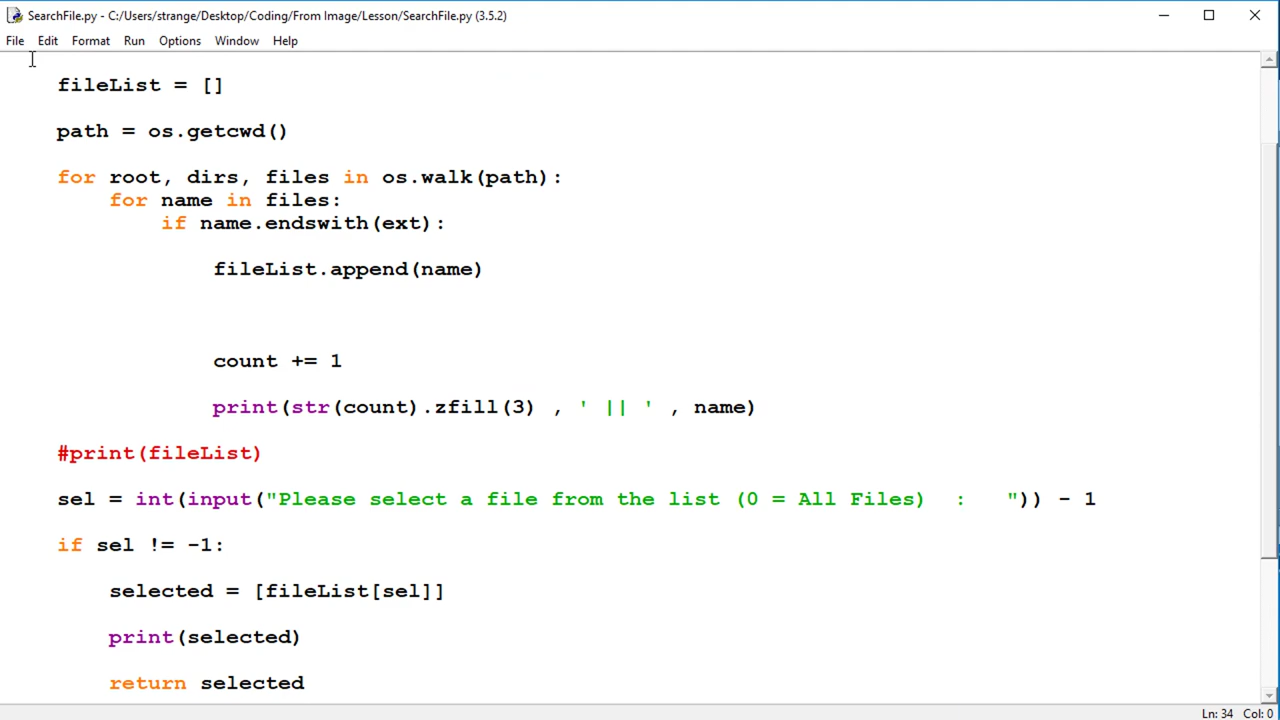 SearchFile.py - C:/Users/strange/Desktop/Coding/From Image/Lesson/SearchFile.py (3.5.2)
File Edit Format Run Options Window Help
fileList = []
path = os.getcwd()
for root, dirs, files in os.walk(path):
for name in files:
if name.endswith(ext):
fileList.append(name)
count += 1
print(str(count).zfill(3) , ' || ' , name)
#print(fileList)
sel = int(input("Please select a file from the list (0 = All Files)  :   ")) - 1
if sel != -1:
selected = [fileList[sel]]
print(selected)
return selected
Ln: 34 Col: 0